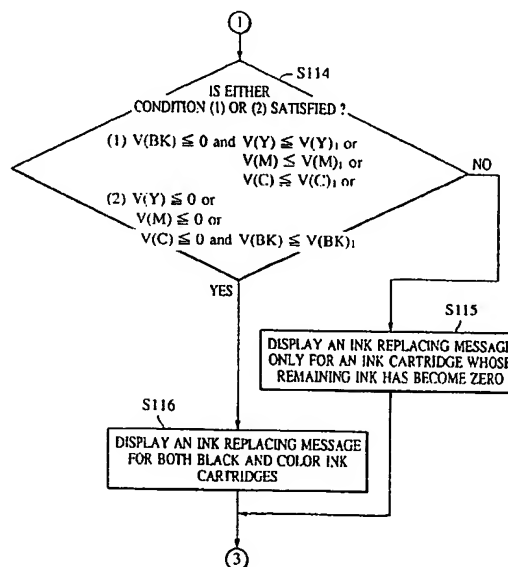 1
S114
IS EITHER
CONDITION (1) OR (2) SATISFIED ?
(1) V(BK) ≦ 0 and V(Y) ≦ V(Y)₁ or
V(M) ≦ V(M)₁ or
V(C) ≦ V(C)₁ or
NO
(2) V(Y) ≦ 0 or
V(M) ≦ 0 or
V(C) ≦ 0 and V(BK) ≦ V(BK)₁
YES
S115
DISPLAY AN INK REPLACING MESSAGE
ONLY FOR AN INK CARTRIDGE WHOSE
REMAINING INK HAS BECOME ZERO
S116
DISPLAY AN INK REPLACING MESSAGE
FOR BOTH BLACK AND COLOR INK
CARTRIDGES
3